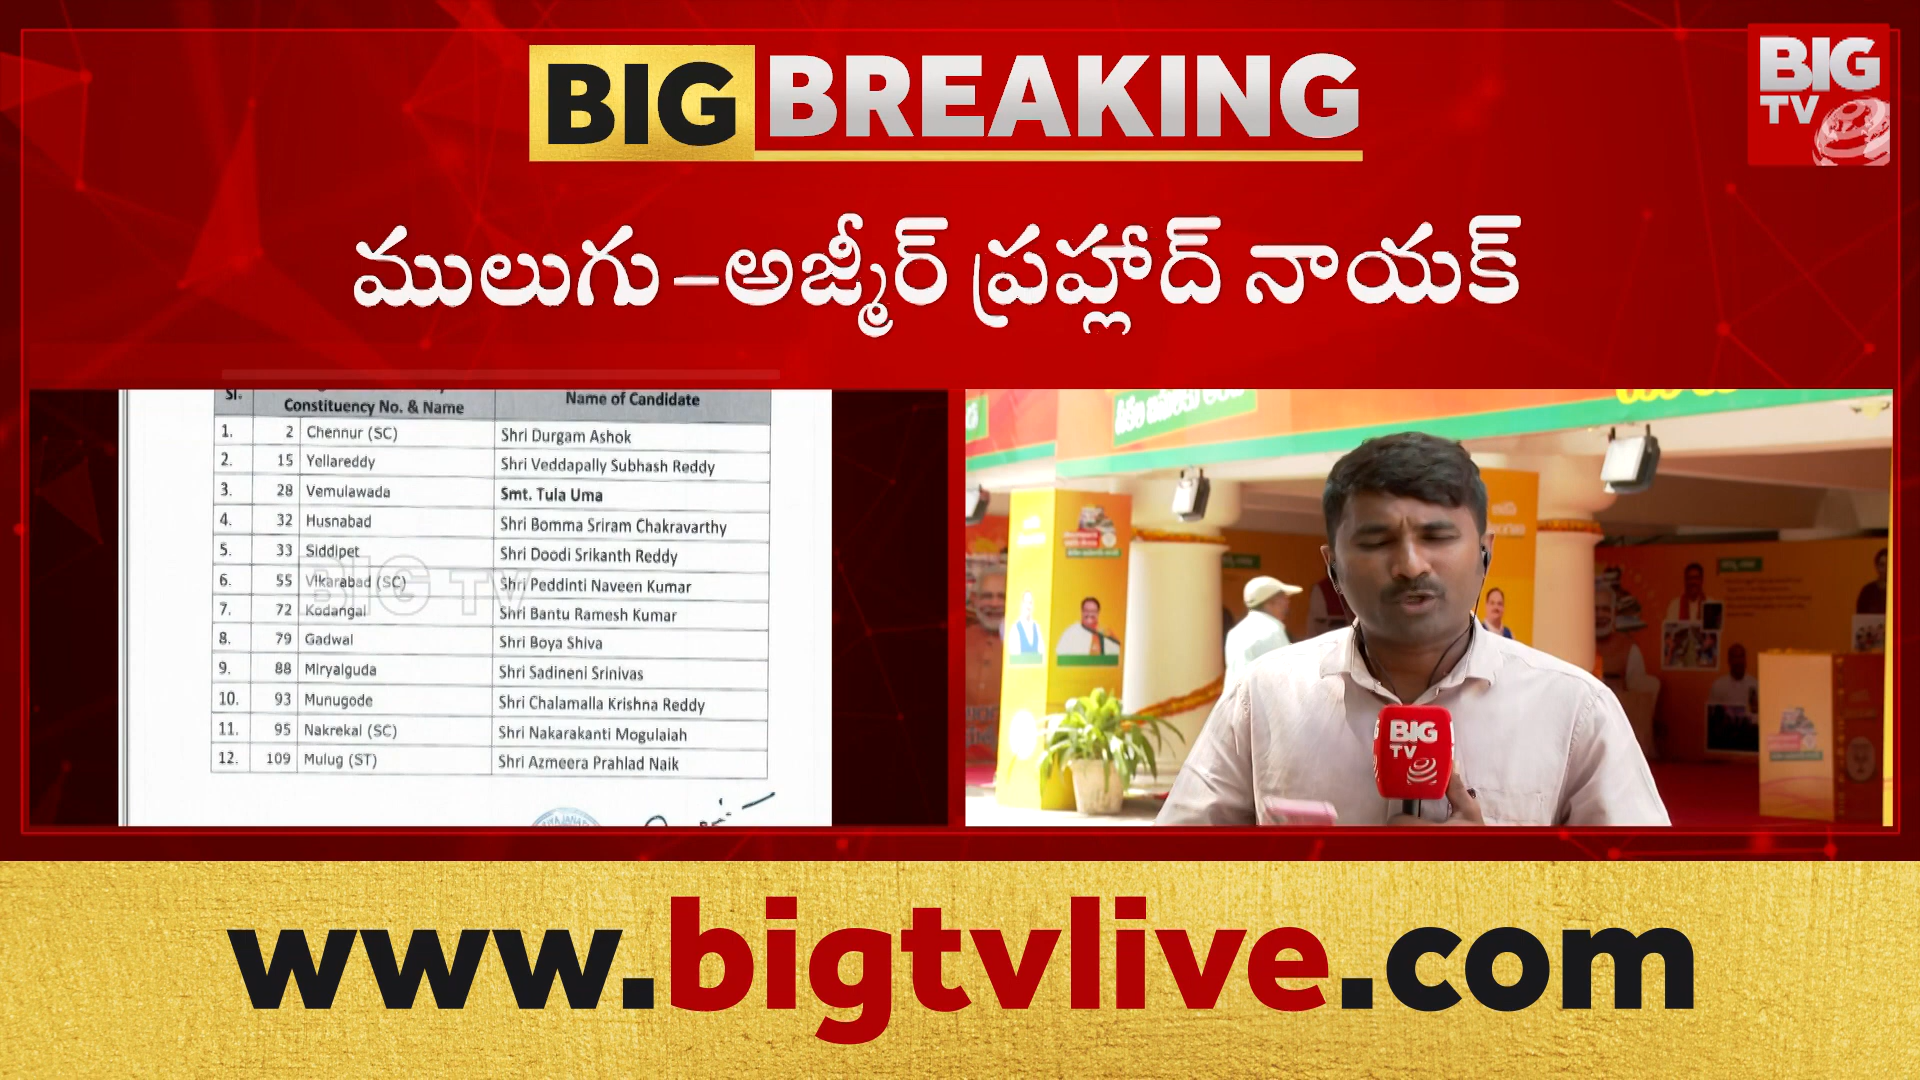 BIG BREAKING
BIG
TV
ములుగు–అజ్మీర్ ప్రహ్లాద్ నాయక్
Sl. Constituency No. & Name Name of Candidate
1. 2 Chennur (SC) Shri Durgam Ashok
2. 15 Yellareddy Shri Veddapally Subhash Reddy
3. 28 Vemulawada Smt. Tula Uma
4. 32 Husnabad Shri Bomma Sriram Chakravarthy
5. 33 Siddipet Shri Doodi Srikanth Reddy
6. 55 Vikarabad (SC) Shri Peddinti Naveen Kumar
7. 72 Kodangal Shri Bantu Ramesh Kumar
8. 79 Gadwal Shri Boya Shiva
9. 88 Miryalguda Shri Sadineni Srinivas
10. 93 Munugode Shri Chalamalla Krishna Reddy
11. 95 Nakrekal (SC) Shri Nakarakanti Mogulaiah
12. 109 Mulug (ST) Shri Azmeera Prahlad Naik
BIG TV
BIG
TV
www.bigtvlive.com